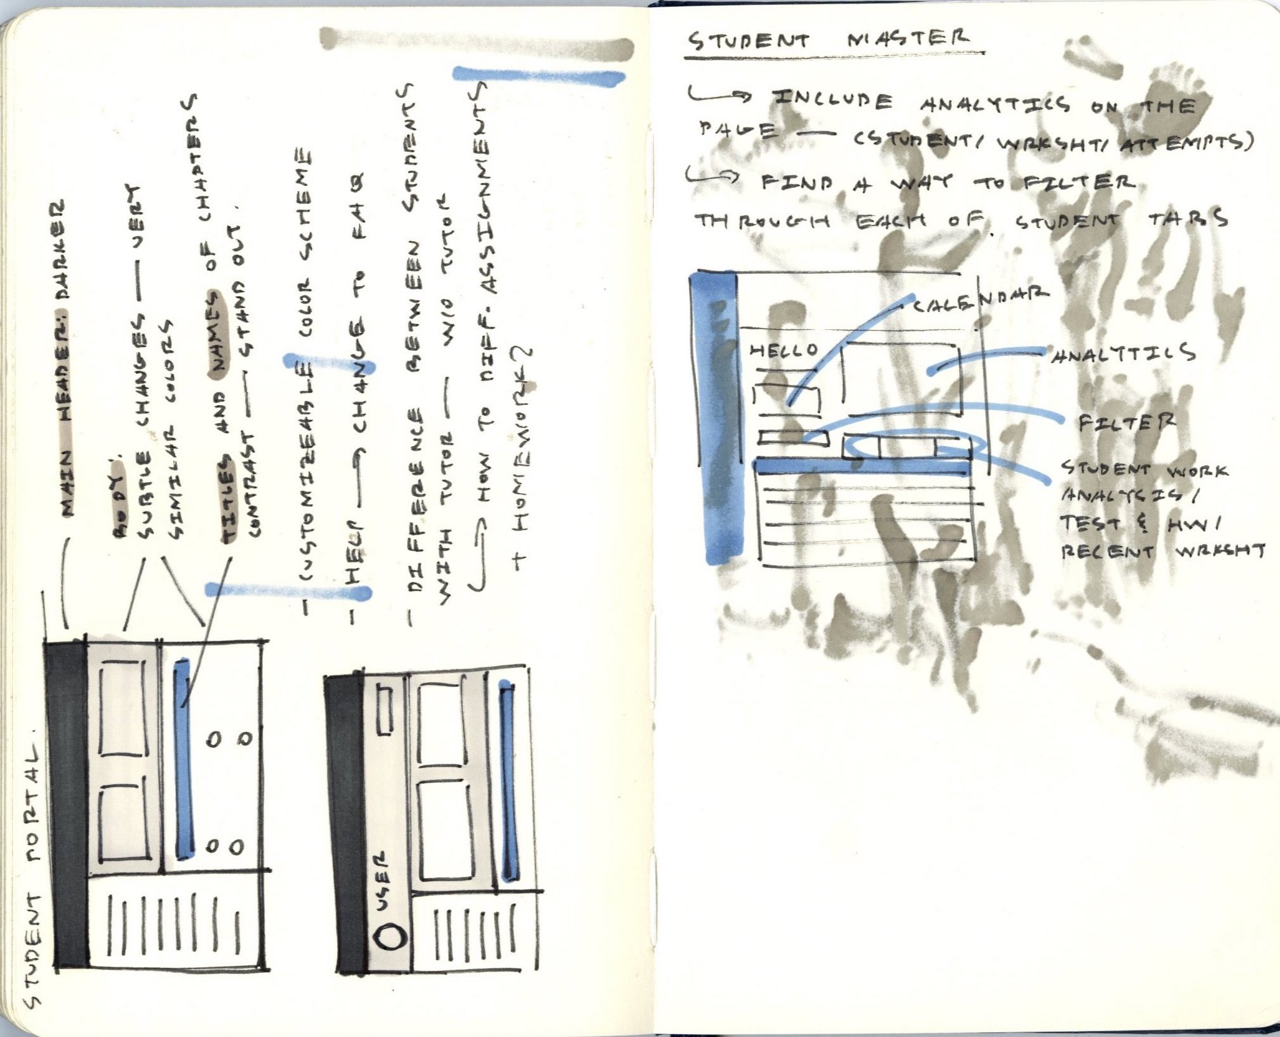 STUDENT PORTAL.
MAIN HEADER: DARKER
BODY:
SUBTLE CHANGES — VERY
SIMILAR COLORS
TITLES AND NAMES OF CHAPTERS
CONTRAST — STAND OUT.
— CUSTOMIZEABLE COLOR SCHEME
— HELP → CHANGE TO FAQ
— DIFFERENCE BETWEEN STUDENTS
WITH TUTOR — W/O TUTOR
↳ HOW TO DIFF. ASSIGNMENTS
+ HOMEWORK?
USER
STUDENT MASTER
↳ INCLUDE ANALYTICS ON THE
PAGE — (STUDENT/ WRKSHT/ ATTEMPTS)
↳ FIND A WAY TO FILTER
THROUGH EACH OF STUDENT TABS
CALENDAR
HELLO
ANALYTICS
FILTER
STUDENT WORK
ANALYSIS/
TEST & HW/
RECENT WRKSHT